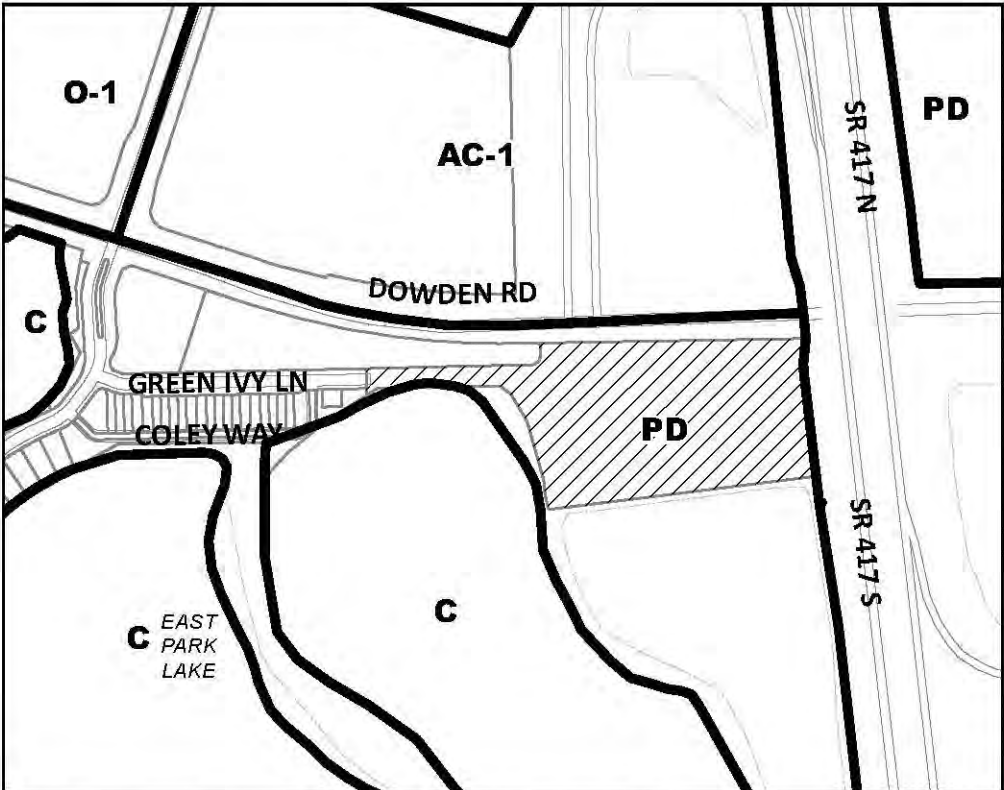 O-1
PD
SR 417 N
AC-1
DOWDEN RD
C
GREEN IVY LN
COLEY WAY
PD
SR 417 S
C
C
EAST
PARK
LAKE